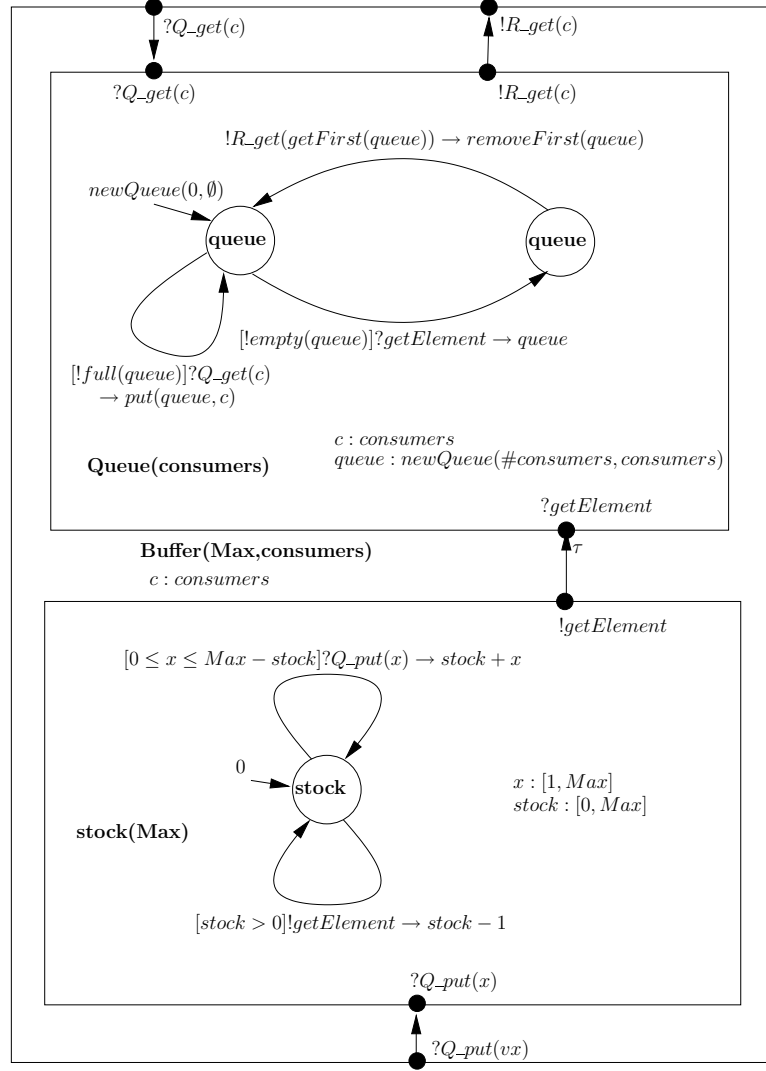 ?Q_get(c)
!R_get(c)
?Q_get(c)
!R_get(c)
!R_get(getFirst(queue)) → removeFirst(queue)
newQueue(0, ∅)
queue
queue
[!empty(queue)]?getElement → queue
[!full(queue)]?Q_get(c)
→ put(queue, c)
c : consumers
queue : newQueue(#consumers, consumers)
Queue(consumers)
?getElement
Buffer(Max,consumers)
τ
c : consumers
!getElement
[0 ≤ x ≤ Max − stock]?Q_put(x) → stock + x
0
stock
x : [1, Max]
stock : [0, Max]
stock(Max)
[stock > 0]!getElement → stock − 1
?Q_put(x)
?Q_put(vx)